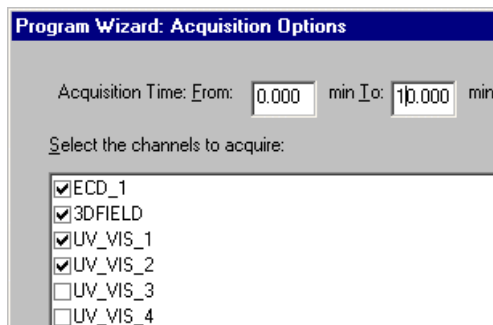 Program Wizard: Acquisition Options
Acquisition Time: From: 0.000 min To: 10.000 min
Select the channels to acquire:
ECD_1
3DFIELD
UV_VIS_1
UV_VIS_2
UV_VIS_3
UV_VIS_4